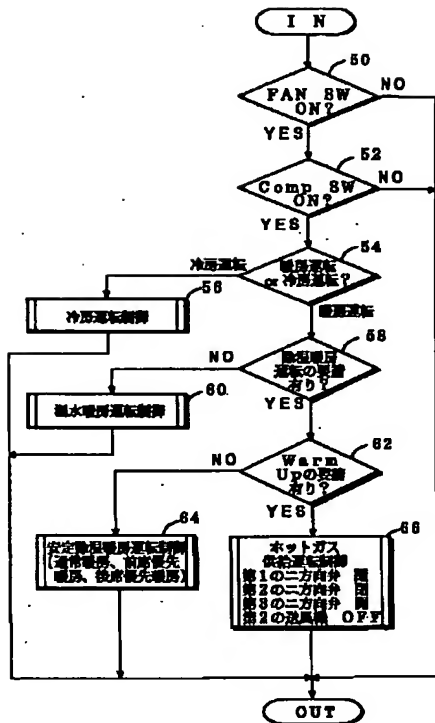 IN
50
FAN SW
ON?
NO
YES
52
Comp SW
ON?
NO
YES
54
暖房運転
or 冷房運転?
冷房運転
56
冷房運転制御
暖房運転
58
除湿暖房
運転の要請
有り?
NO
YES
60
温水暖房運転制御
62
Warm
Upの要請
有り?
NO
YES
64
安定除湿暖房運転制御
[通常暖房、前席優先
暖房、後席優先暖房]
66
ホットガス
供給運転制御
第1の二方向弁
第2の二方向弁
第3の二方向弁
第2の送風機 OFF
OUT